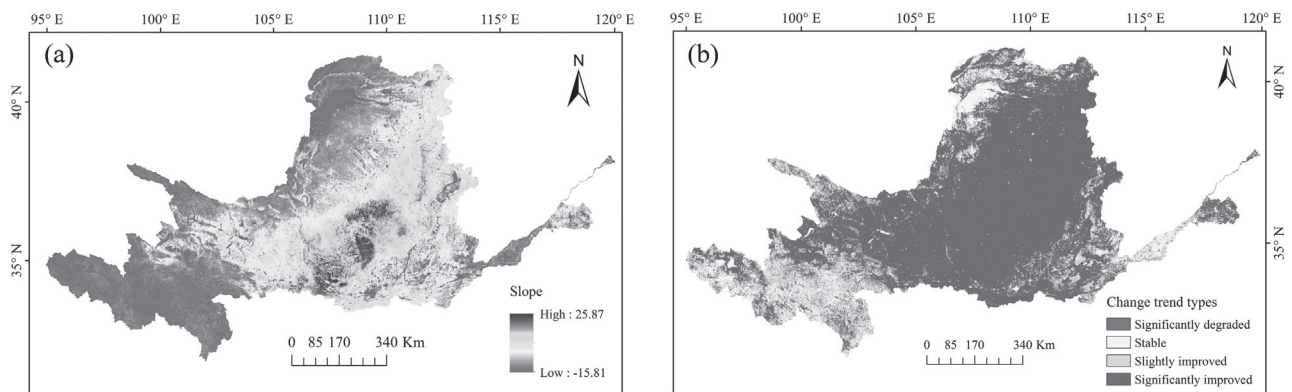 95° E 100° E 105° E 110° E 115° E 120° E
(a)
N
40° N
35° N
Slope
High : 25.87
Low : -15.81
0 85 170 340 Km
95° E 100° E 105° E 110° E 115° E 120° E
(b)
N
40° N
35° N
Change trend types
Significantly degraded
Stable
Slightly improved
Significantly improved
0 85 170 340 Km